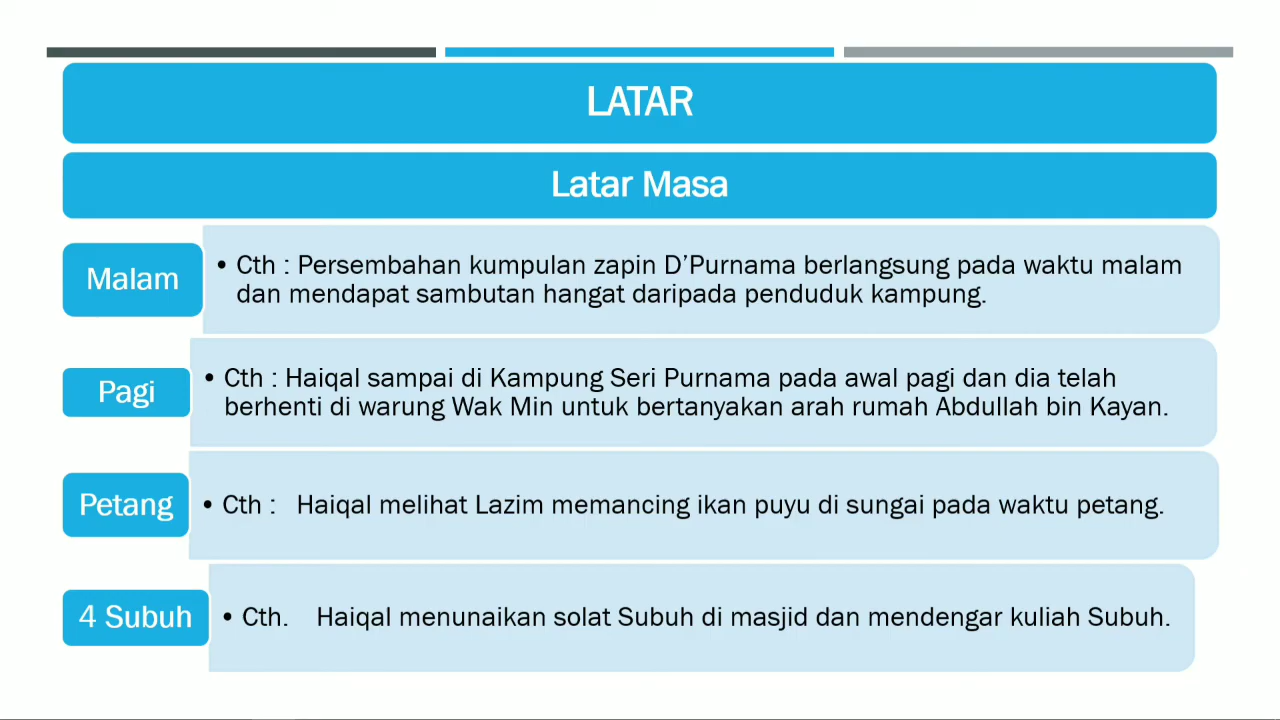 LATAR
Latar Masa
Malam
• Cth : Persembahan kumpulan zapin D’Purnama berlangsung pada waktu malam
dan mendapat sambutan hangat daripada penduduk kampung.
Pagi
• Cth : Haiqal sampai di Kampung Seri Purnama pada awal pagi dan dia telah
berhenti di warung Wak Min untuk bertanyakan arah rumah Abdullah bin Kayan.
Petang
• Cth : Haiqal melihat Lazim memancing ikan puyu di sungai pada waktu petang.
4 Subuh
• Cth. Haiqal menunaikan solat Subuh di masjid dan mendengar kuliah Subuh.